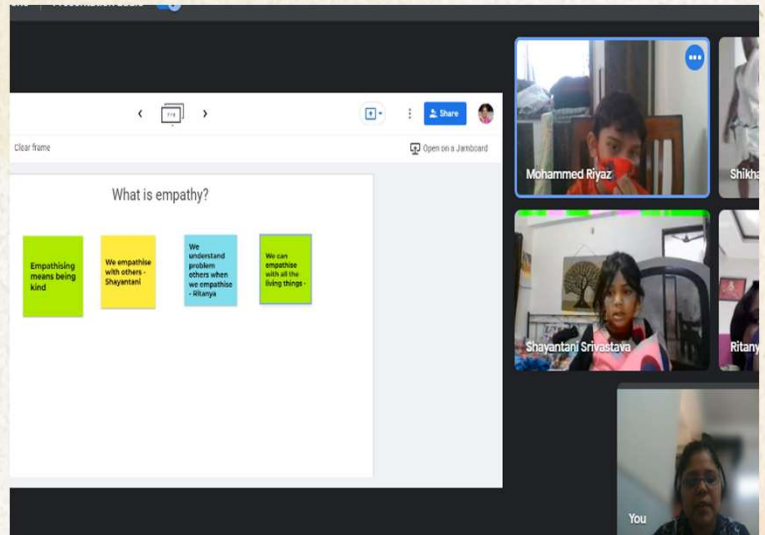 Share
Clear frame
Open on a Jamboard
What is empathy?
Empathising
means being
kind
We empathise
with others -
Shayantani
We
understand
problem
others when
we empathise
- Ritanya
We can
empathise
with all the
living things -
Mohammed Riyaz
Shikha
Shayantani Srivastava
Ritany
You